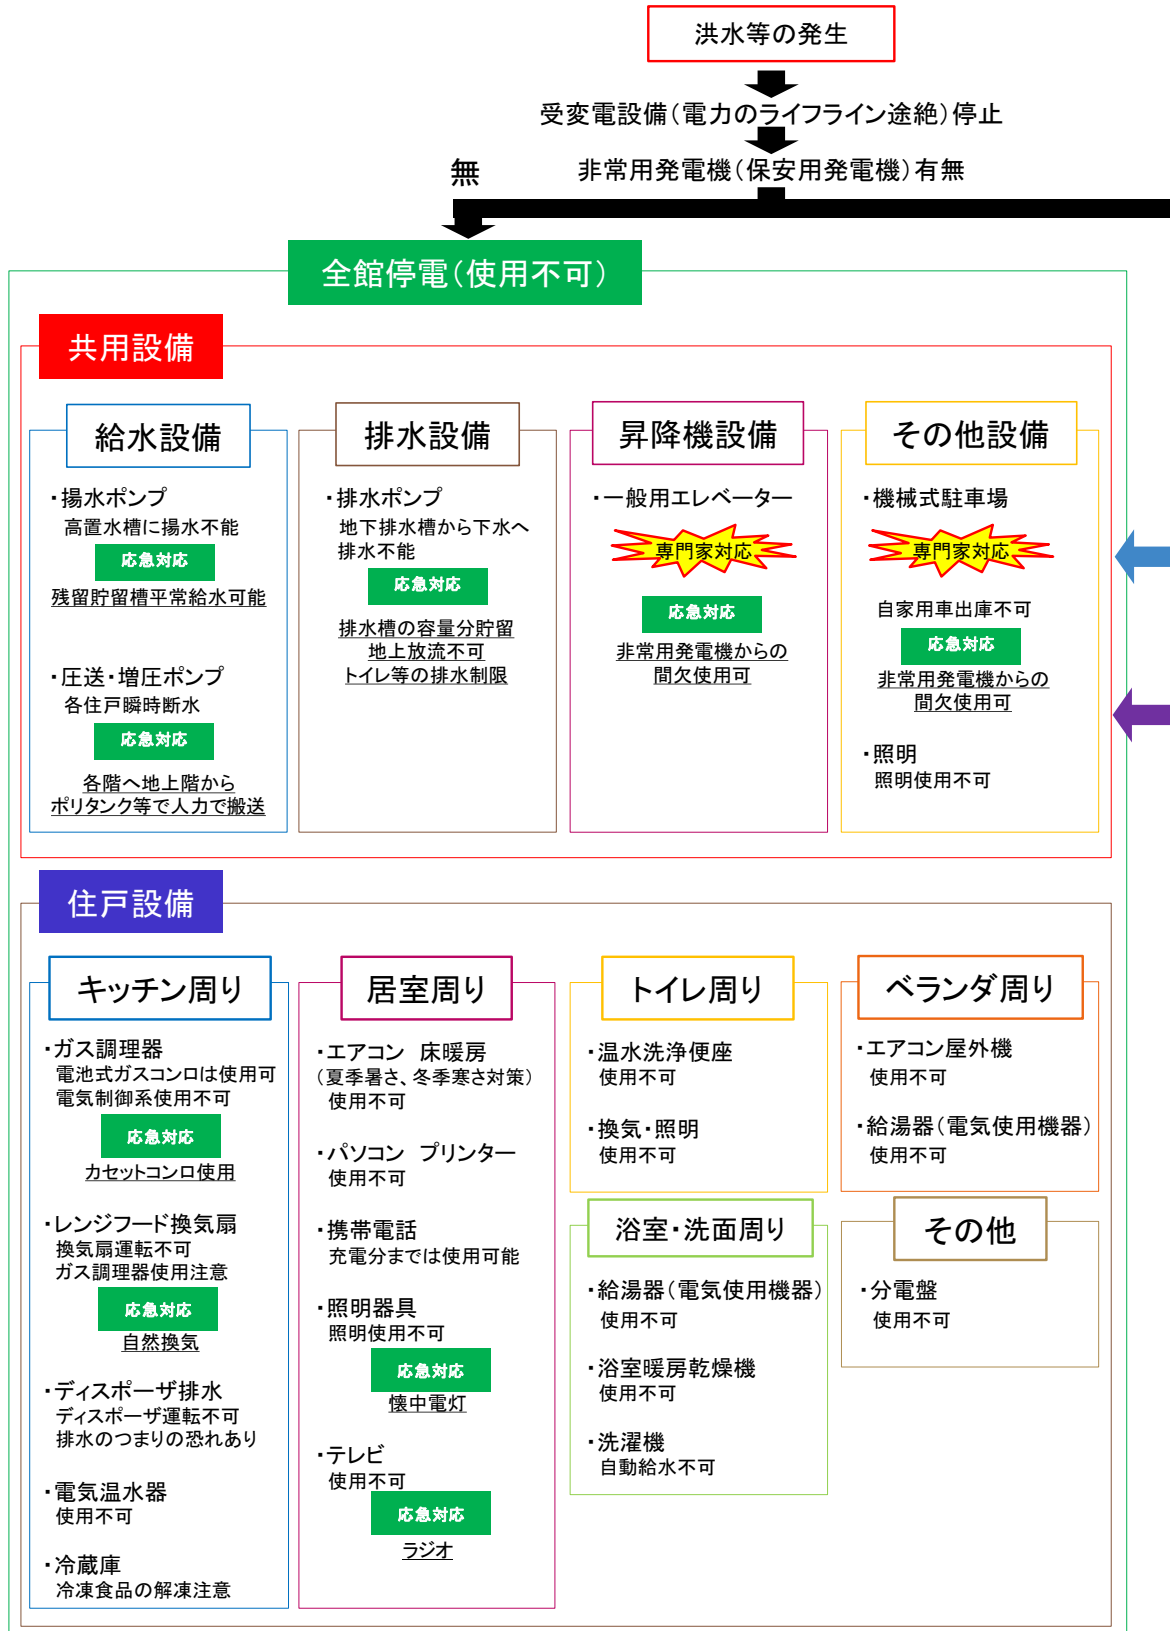 洪水等の発生
受変電設備(電力のライフライン途絶)停止
無
非常用発電機(保安用発電機)有無
全館停電(使用不可)
共用設備
給水設備
・揚水ポンプ
高置水槽に揚水不能
応急対応
残留貯留槽平常給水可能
・圧送・増圧ポンプ
各住戸瞬時断水
応急対応
各階へ地上階から
ポリタンク等で人力で搬送
排水設備
・排水ポンプ
地下排水槽から下水へ
排水不能
応急対応
排水槽の容量分貯留
地上放流不可
トイレ等の排水制限
昇降機設備
・一般用エレベーター
専門家対応
応急対応
非常用発電機からの
間欠使用可
その他設備
・機械式駐車場
専門家対応
自家用車出庫不可
応急対応
非常用発電機からの
間欠使用可
・照明
照明使用不可
住戸設備
キッチン周り
・ガス調理器
電池式ガスコンロは使用可
電気制御系使用不可
応急対応
カセットコンロ使用
・レンジフード換気扇
換気扇運転不可
ガス調理器使用注意
応急対応
自然換気
・ディスポーザ排水
ディスポーザ運転不可
排水のつまりの恐れあり
・電気温水器
使用不可
・冷蔵庫
冷凍食品の解凍注意
居室周り
・エアコン 床暖房
(夏季暑さ、冬季寒さ対策)
使用不可
・パソコン プリンター
使用不可
・携帯電話
充電分までは使用可能
・照明器具
照明使用不可
応急対応
懐中電灯
・テレビ
使用不可
応急対応
ラジオ
トイレ周り
・温水洗浄便座
使用不可
・換気・照明
使用不可
浴室・洗面周り
・給湯器(電気使用機器)
使用不可
・浴室暖房乾燥機
使用不可
・洗濯機
自動給水不可
ベランダ周り
・エアコン屋外機
使用不可
・給湯器(電気使用機器)
使用不可
その他
・分電盤
使用不可